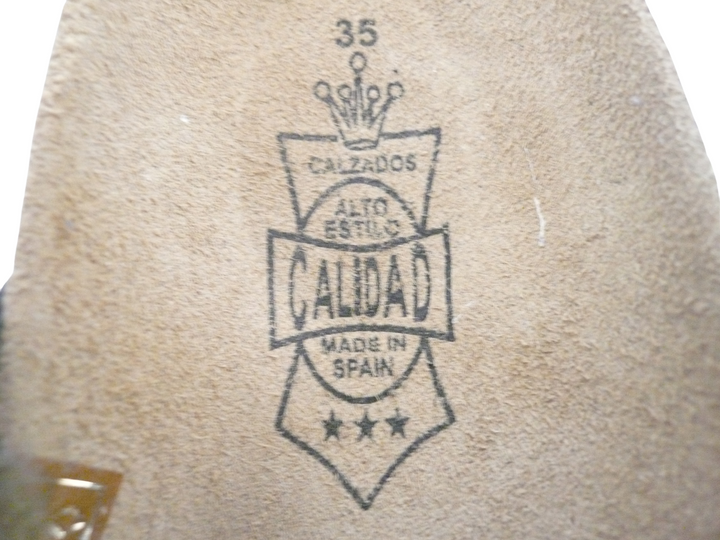 35
CALZADOS
ALTO
ESTILO
CALIDAD
MADE IN
SPAIN